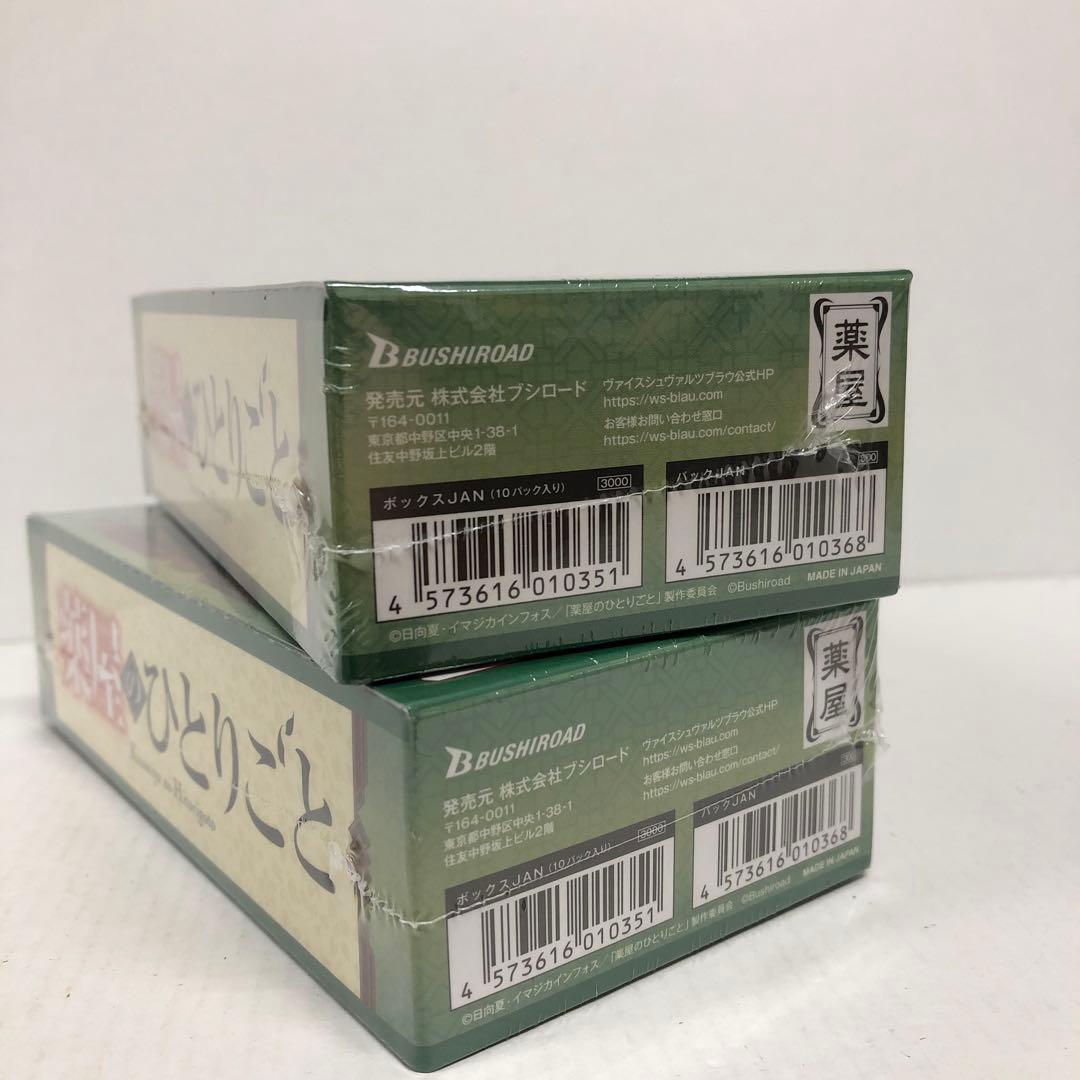 BUSHIROAD
発売元 株式会社ブシロード
〒164-0011
東京都中野区中央1-38-1
住友中野坂上ビル2階
ヴァイスシュヴァルツブラウ公式HP
https://ws-blau.com
お客様お問い合わせ窓口
https://ws-blau.com/contact/
薬屋
ボックスJAN(10パック入り) 3000
4 573616 010351
パックJAN 300
4 573616 010368
©日向夏・イマジカインフォス/「薬屋のひとりごと」製作委員会 ©Bushiroad MADE IN JAPAN
ひとりごと
薬屋のひとりごと
BUSHIROAD
発売元 株式会社ブシロード
〒164-0011
東京都中野区中央1-38-1
住友中野坂上ビル2階
ヴァイスシュヴァルツブラウ公式HP
https://ws-blau.com
お客様お問い合わせ窓口
https://ws-blau.com/contact/
薬屋
ボックスJAN(10パック入り) 3000
4 573616 010351
パックJAN 300
4 573616 010368
©日向夏・イマジカインフォス/「薬屋のひとりごと」製作委員会 ©Bushiroad MADE IN JAPAN